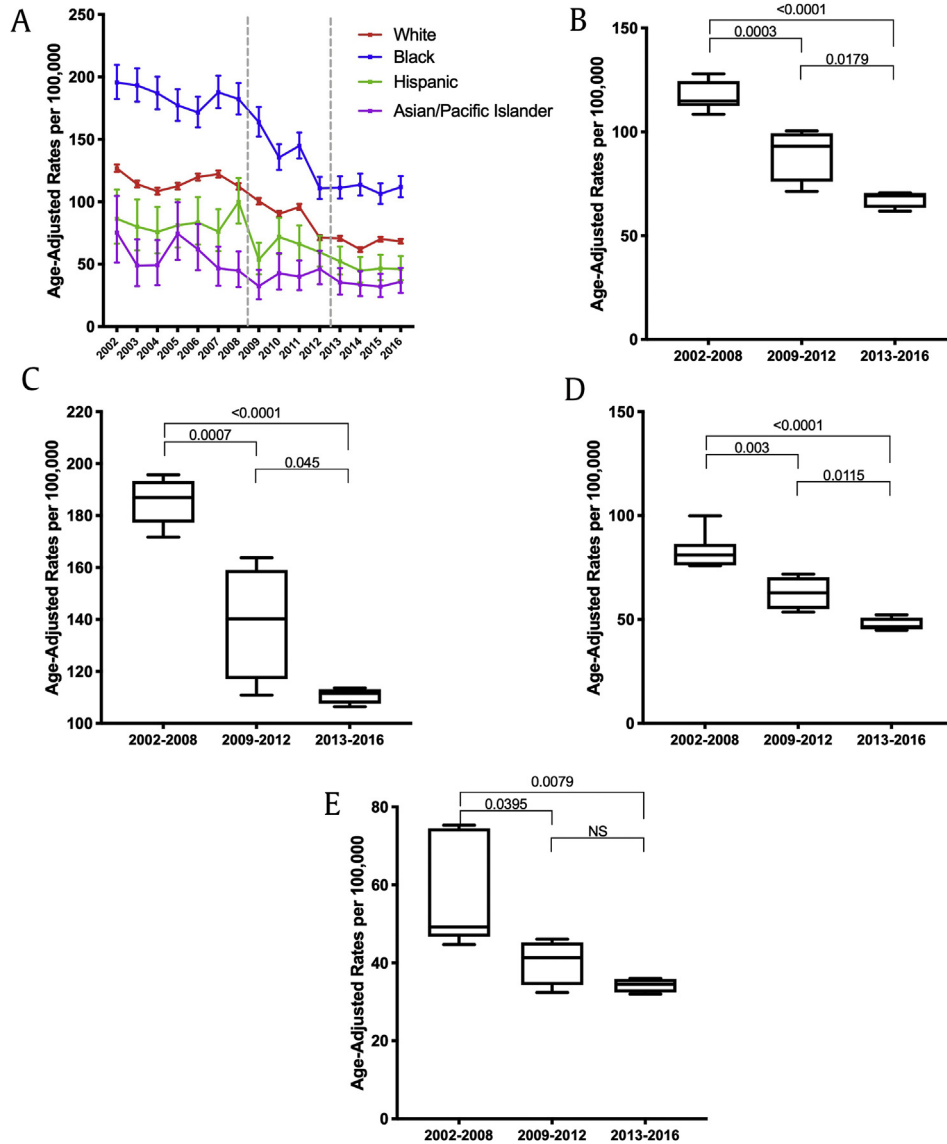 A
Age-Adjusted Rates per 100,000
250
200
150
100
50
0
White
Black
Hispanic
Asian/Pacific Islander
2002 2003 2004 2005 2006 2007 2008 2009 2010 2011 2012 2013 2014 2015 2016
B
Age-Adjusted Rates per 100,000
<0.0001
0.0003
0.0179
150
100
50
0
2002-2008 2009-2012 2013-2016
C
Age-Adjusted Rates per 100,000
<0.0001
0.0007
0.045
220
200
180
160
140
120
100
2002-2008 2009-2012 2013-2016
D
Age-Adjusted Rates per 100,000
<0.0001
0.003
0.0115
150
100
50
0
2002-2008 2009-2012 2013-2016
E
Age-Adjusted Rates per 100,000
0.0079
0.0395
NS
80
60
40
20
0
2002-2008 2009-2012 2013-2016